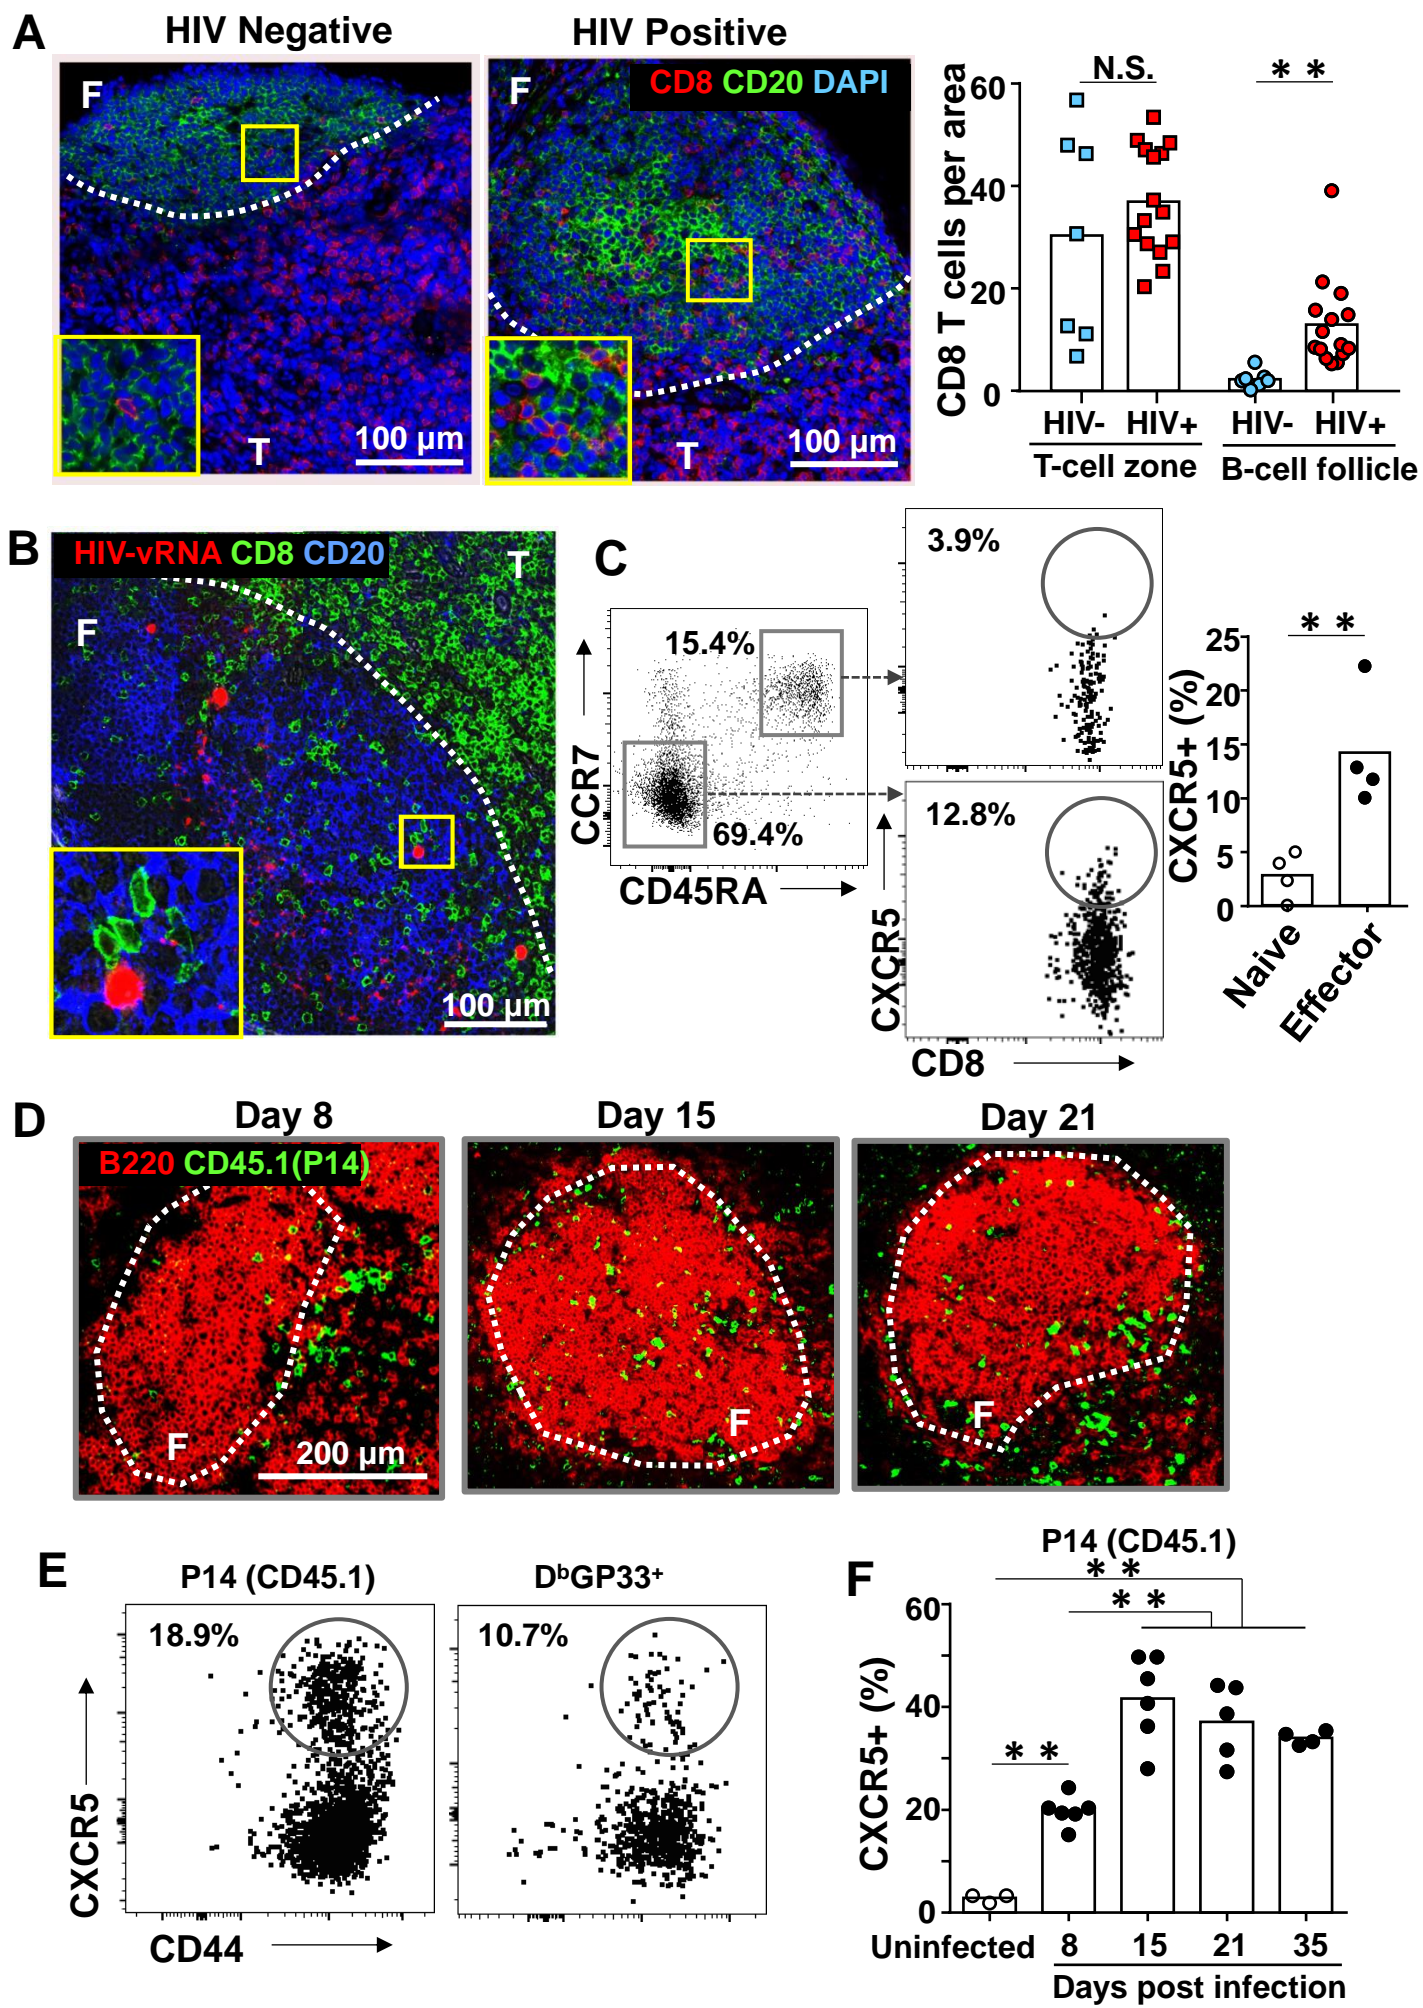 A
HIV Negative
HIV Positive
F
T
100 µm
F
CD8 CD20 DAPI
T
100 µm
CD8 T cells per area
60
40
20
0
N.S.
* *
HIV- HIV+ HIV- HIV+
T-cell zone B-cell follicle
B
HIV-vRNA CD8 CD20
T
F
100 µm
C
CCR7
15.4%
69.4%
CD45RA
3.9%
12.8%
CXCR5
CD8
CXCR5+ (%)
25
20
15
10
5
0
* *
Naive
Effector
D
Day 8
Day 15
Day 21
B220 CD45.1(P14)
F
200 µm
F
F
E
P14 (CD45.1)
DᵇGP33⁺
18.9%
10.7%
CXCR5
CD44
F
P14 (CD45.1)
* *
* *
* *
CXCR5+ (%)
60
40
20
0
Uninfected 8 15 21 35
Days post infection